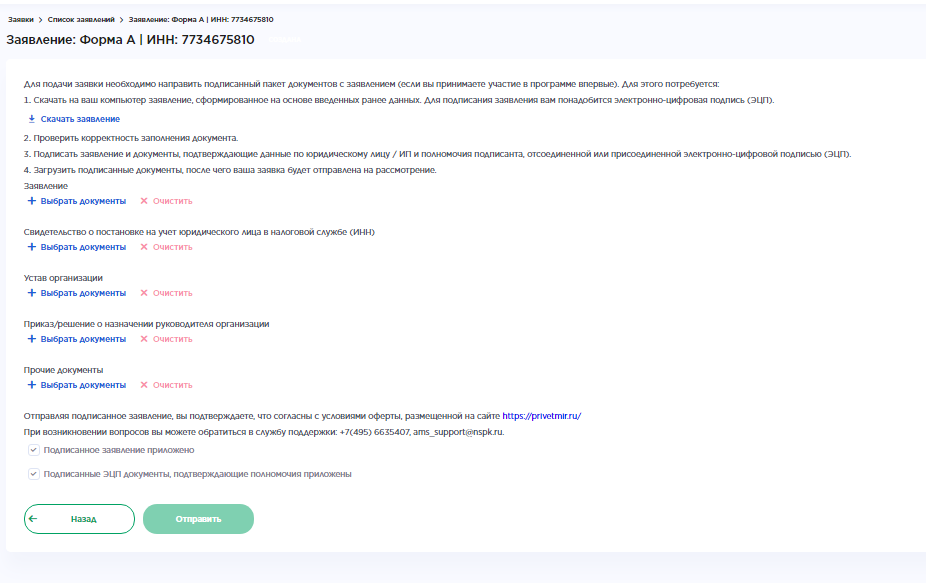 Заявки > Список заявлений > Заявление: Форма А | ИНН: 7734675810
Заявление: Форма А | ИНН: 7734675810
Для подачи заявки необходимо направить подписанный пакет документов с заявлением (если вы принимаете участие в программе впервые). Для этого потребуется:
1. Скачать на ваш компьютер заявление, сформированное на основе введенных ранее данных. Для подписания заявления вам понадобится электронно-цифровая подпись (ЭЦП).
Скачать заявление
2. Проверить корректность заполнения документа.
3. Подписать заявление и документы, подтверждающие данные по юридическому лицу / ИП и полномочия подписанта, отсоединенной или присоединенной электронно-цифровой подписью (ЭЦП).
4. Загрузить подписанные документы, после чего ваша заявка будет отправлена на рассмотрение.
Заявление
+ Выбрать документы × Очистить
Свидетельство о постановке на учет юридического лица в налоговой службе (ИНН)
+ Выбрать документы × Очистить
Устав организации
+ Выбрать документы × Очистить
Приказ/решение о назначении руководителя организации
+ Выбрать документы × Очистить
Прочие документы
+ Выбрать документы × Очистить
Отправляя подписанное заявление, вы подтверждаете, что согласны с условиями оферты, размещенной на сайте https://privetmir.ru/
При возникновении вопросов вы можете обратиться в службу поддержки: +7(495) 6635407, ams_support@nspk.ru.
Подписанное заявление приложено
Подписанные ЭЦП документы, подтверждающие полномочия приложены
← Назад Отправить